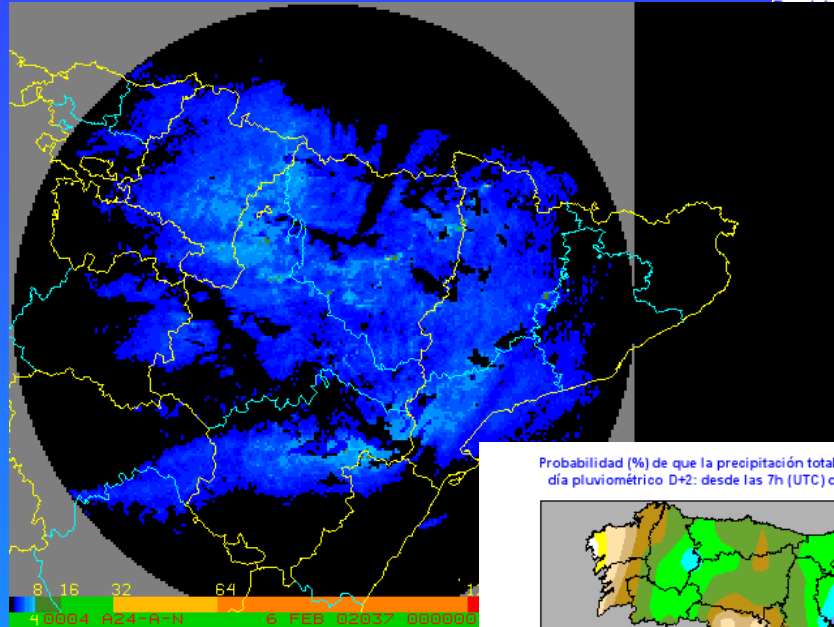 Probabilidad (%) de que la precipitación total
día pluviométrico D+2: desde las 7h (UTC)
8 16 32 64
4 0004 A24-A-N 6 FEB 02037 000000